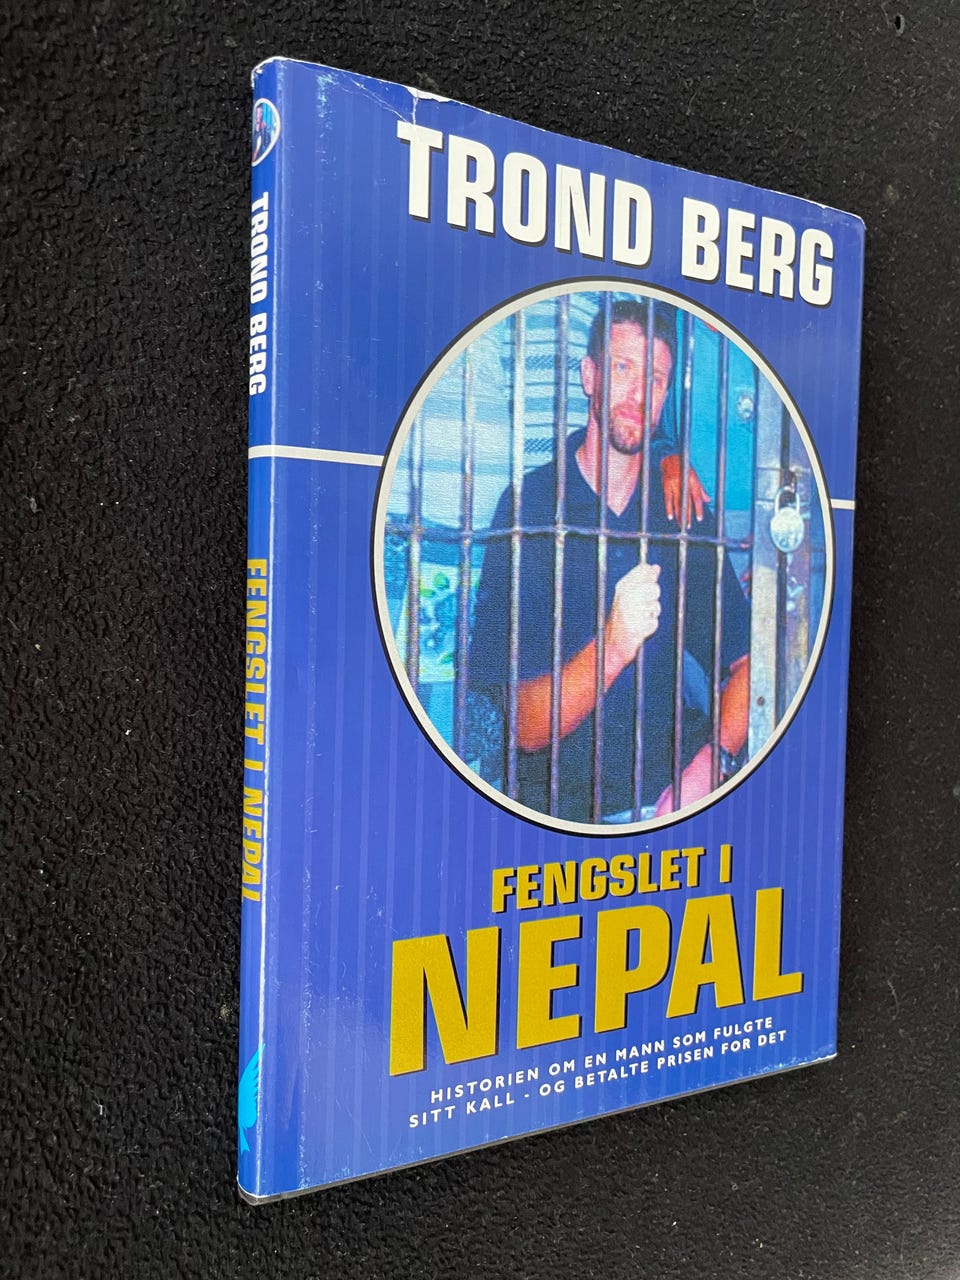 TROND BERG
FENGSLET I
NEPAL
HISTORIEN OM EN MANN SOM FULGTE
SITT KALL - OG BETALTE PRISEN FOR DET
TROND BERG
FENGSLET I NEPAL